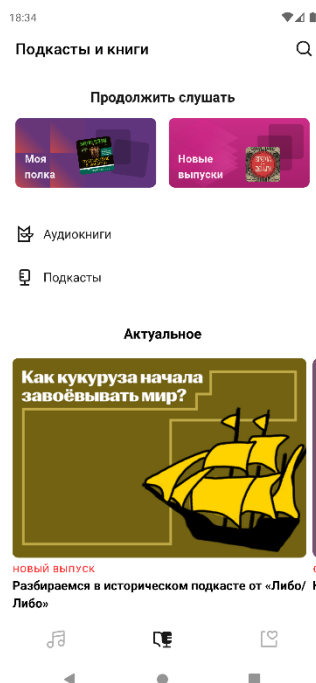 18:34
Подкасты и книги
Продолжить слушать
Моя
полка
Новые
выпуски
Аудиокниги
Подкасты
Актуальное
Как кукуруза начала
завоёвывать мир?
НОВЫЙ ВЫПУСК
Разбираемся в историческом подкасте от «Либо/
Либо»